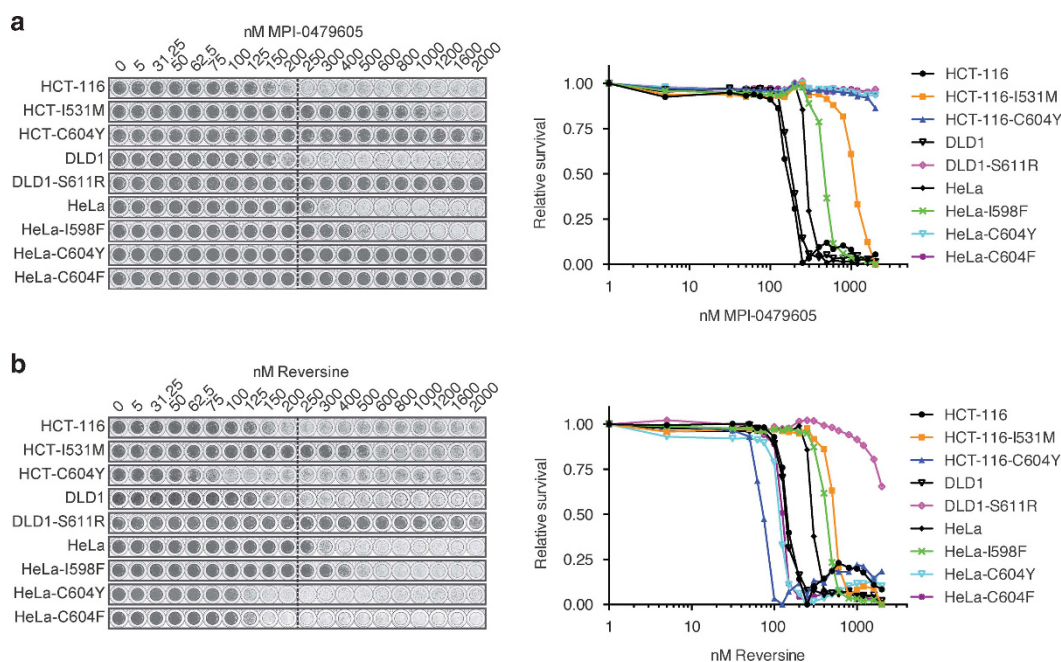 a
nM MPI-0479605
0 5 31.25 50 62.5 75 100 125 150 200 250 300 400 500 600 800 1000 1200 1600 2000
HCT-116
HCT-I531M
HCT-C604Y
DLD1
DLD1-S611R
HeLa
HeLa-I598F
HeLa-C604Y
HeLa-C604F
Relative survival
1.00
0.75
0.50
0.25
0.00
1 10 100 1000
nM MPI-0479605
HCT-116
HCT-116-I531M
HCT-116-C604Y
DLD1
DLD1-S611R
HeLa
HeLa-I598F
HeLa-C604Y
HeLa-C604F
b
nM Reversine
0 5 31.25 50 62.5 75 100 125 150 200 250 300 400 500 600 800 1000 1200 1600 2000
HCT-116
HCT-I531M
HCT-C604Y
DLD1
DLD1-S611R
HeLa
HeLa-I598F
HeLa-C604Y
HeLa-C604F
Relative survival
1.00
0.75
0.50
0.25
0.00
1 10 100 1000
nM Reversine
HCT-116
HCT-116-I531M
HCT-116-C604Y
DLD1
DLD1-S611R
HeLa
HeLa-I598F
HeLa-C604Y
HeLa-C604F